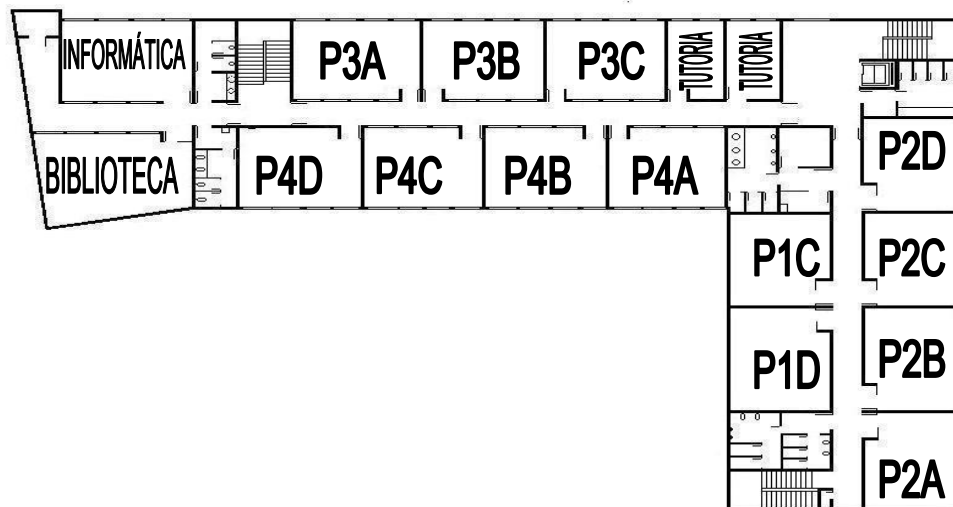 INFORMÁTICA
P3A
P3B
P3C
TUTORIA
TUTORIA
BIBLIOTECA
P4D
P4C
P4B
P4A
P2D
P1C
P2C
P1D
P2B
P2A